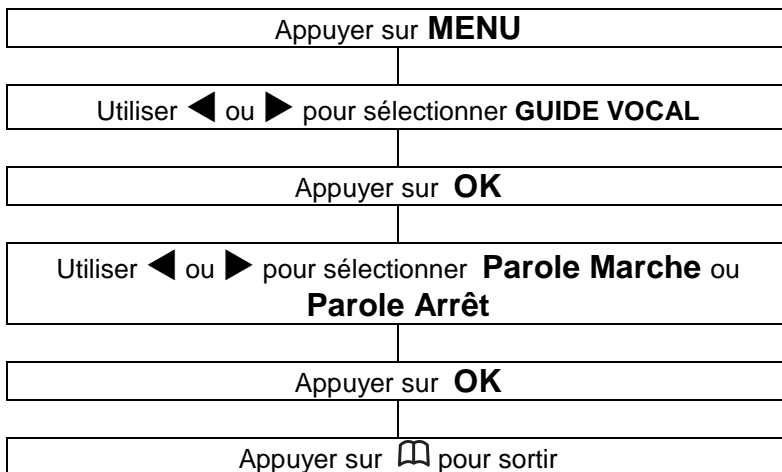 Appuyer sur MENU
Utiliser ◀ ou ▶ pour sélectionner GUIDE VOCAL
Appuyer sur OK
Utiliser ◀ ou ▶ pour sélectionner Parole Marche ou
Parole Arrêt
Appuyer sur OK
Appuyer sur 🕮 pour sortir